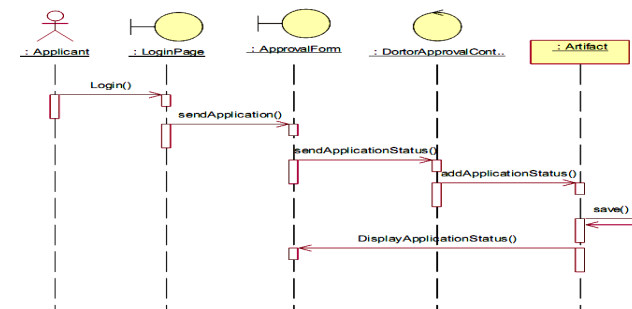 : Applicant
: LoginPage
: ApprovalForm
: DortorApprovalCont..
: Artifact
Login()
sendApplication()
sendApplicationStatus()
addApplicationStatus()
save()
DisplayApplicationStatus()